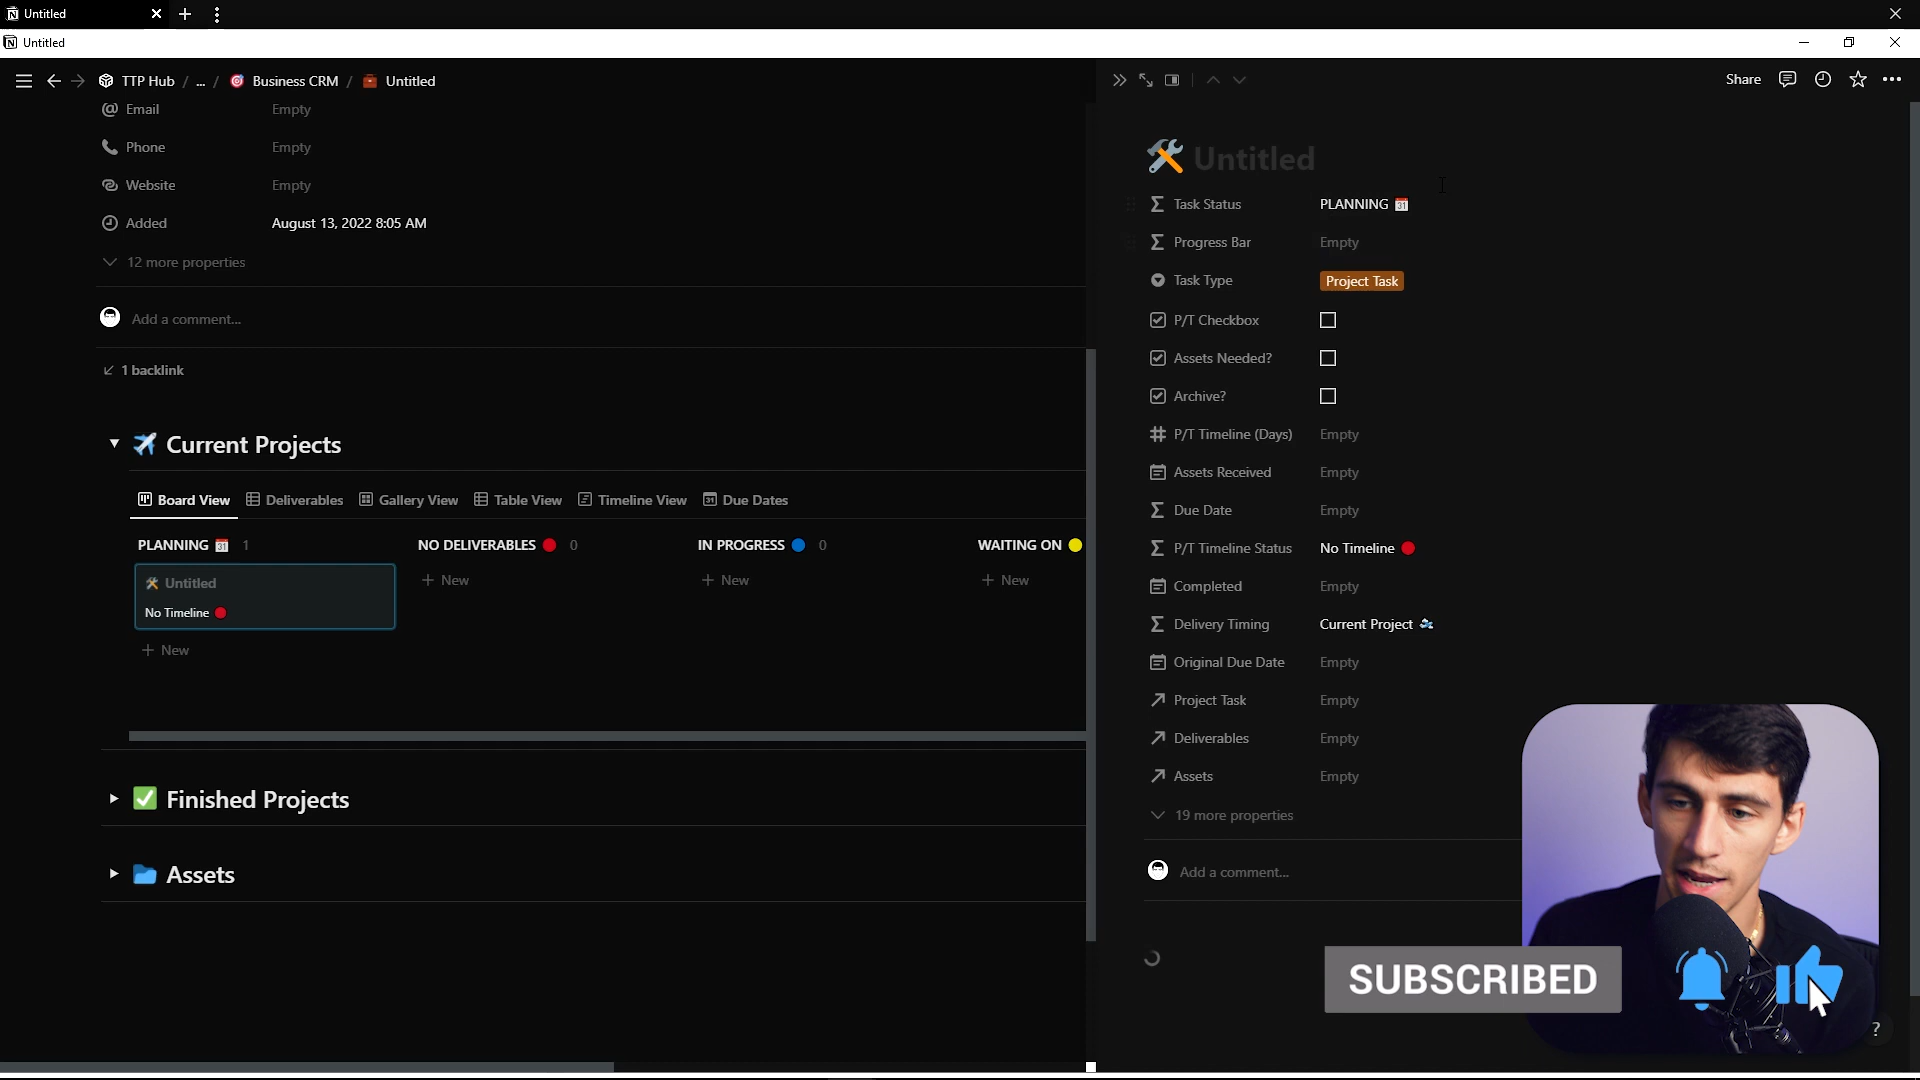 Untitled
Untitled
TTP Hub / ... / Business CRM / Untitled
Share
Email Empty
Phone Empty
Website Empty
Added August 13, 2022 8:05 AM
12 more properties
Add a comment...
1 backlink
Current Projects
Board View Deliverables Gallery View Table View Timeline View Due Dates
PLANNING 1 NO DELIVERABLES 0 IN PROGRESS 0 WAITING ON
Untitled
No Timeline
+ New
+ New
+ New
+ New
Finished Projects
Assets
Untitled
Task Status PLANNING
Progress Bar Empty
Task Type Project Task
P/T Checkbox
Assets Needed?
Archive?
P/T Timeline (Days) Empty
Assets Received Empty
Due Date Empty
P/T Timeline Status No Timeline
Completed Empty
Delivery Timing Current Project
Original Due Date Empty
Project Task Empty
Deliverables Empty
Assets Empty
19 more properties
Add a comment...
SUBSCRIBED
?